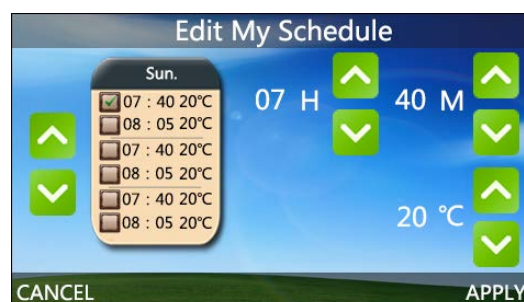 Edit My Schedule
Sun.
07 : 40 20℃
08 : 05 20℃
07 : 40 20℃
08 : 05 20℃
07 : 40 20℃
08 : 05 20℃
07 H
40 M
20 ℃
CANCEL
APPLY